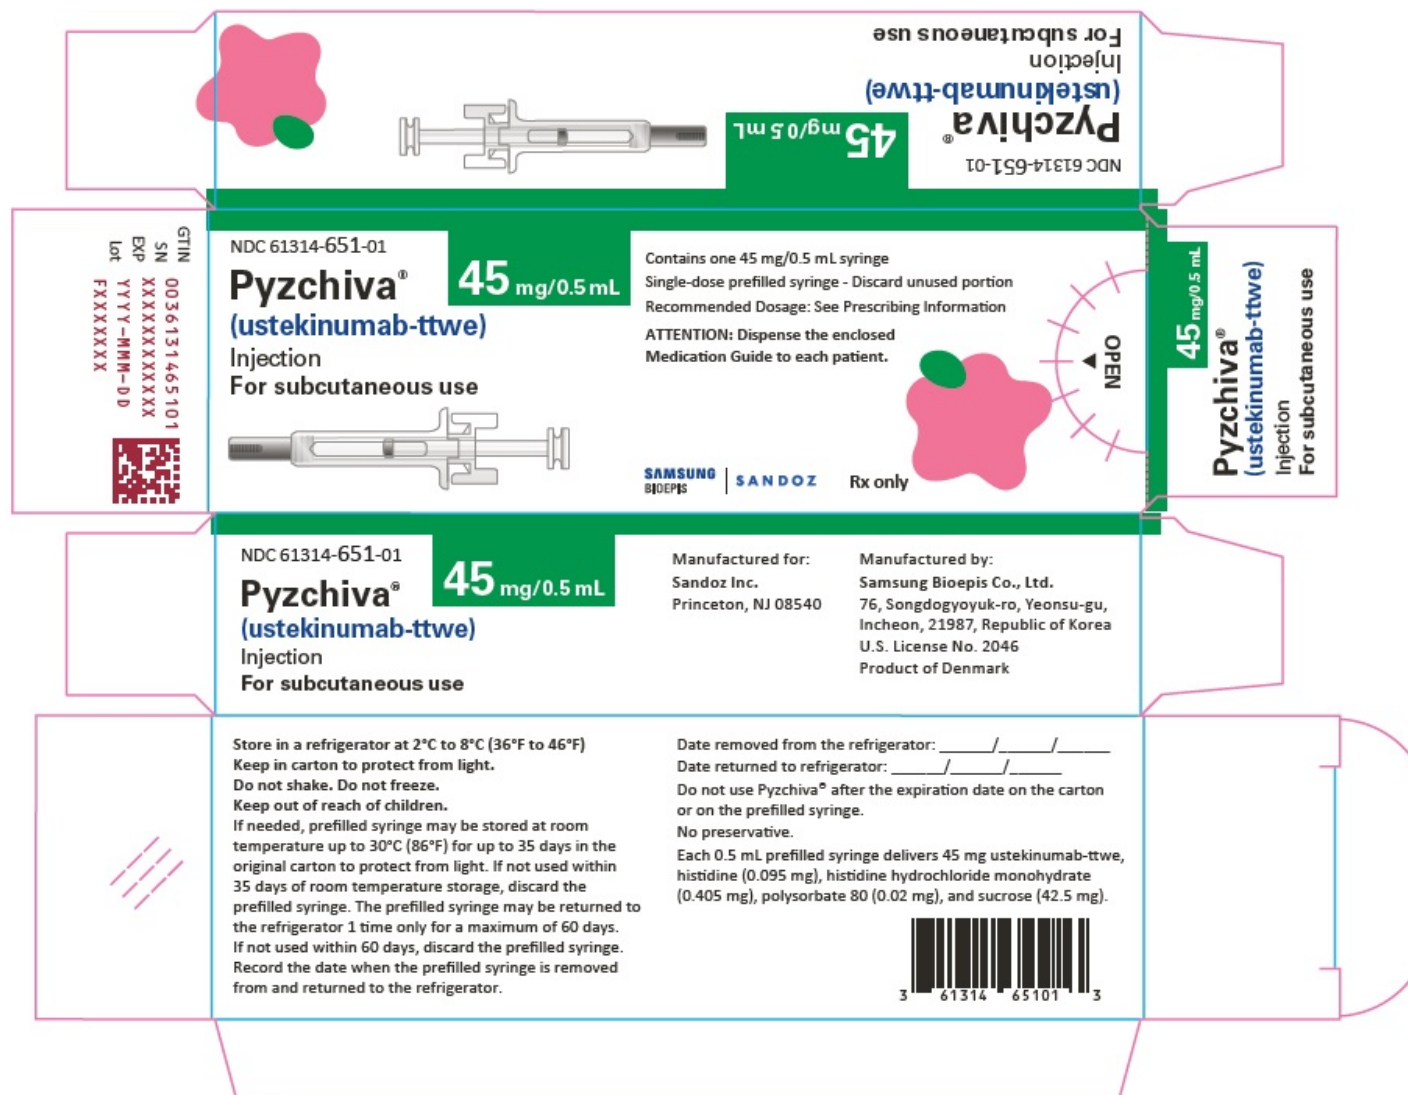 NDC 61314-651-01
Pyzchiva®
(ustekinumab-ttwe)
Injection
For subcutaneous use
45 mg/0.5 mL
GTIN 0036131465101
SN XXXXXXXXXXXX
EXP YYYY-MMM-DD
Lot FXXXXXXX
NDC 61314-651-01
Pyzchiva®
(ustekinumab-ttwe)
Injection
For subcutaneous use
45 mg/0.5 mL
Contains one 45 mg/0.5 mL syringe
Single-dose prefilled syringe - Discard unused portion
Recommended Dosage: See Prescribing Information
ATTENTION: Dispense the enclosed
Medication Guide to each patient.
SAMSUNG
BIOEPIS
SANDOZ
Rx only
OPEN
45 mg/0.5 mL
Pyzchiva®
(ustekinumab-ttwe)
Injection
For subcutaneous use
NDC 61314-651-01
Pyzchiva®
(ustekinumab-ttwe)
Injection
For subcutaneous use
45 mg/0.5 mL
Manufactured for:
Sandoz Inc.
Princeton, NJ 08540
Manufactured by:
Samsung Bioepis Co., Ltd.
76, Songdogyoyuk-ro, Yeonsu-gu,
Incheon, 21987, Republic of Korea
U.S. License No. 2046
Product of Denmark
Store in a refrigerator at 2°C to 8°C (36°F to 46°F)
Keep in carton to protect from light.
Do not shake. Do not freeze.
Keep out of reach of children.
If needed, prefilled syringe may be stored at room
temperature up to 30°C (86°F) for up to 35 days in the
original carton to protect from light. If not used within
35 days of room temperature storage, discard the
prefilled syringe. The prefilled syringe may be returned to
the refrigerator 1 time only for a maximum of 60 days.
If not used within 60 days, discard the prefilled syringe.
Record the date when the prefilled syringe is removed
from and returned to the refrigerator.
Date removed from the refrigerator: ______/______/______
Date returned to refrigerator: ______/______/______
Do not use Pyzchiva® after the expiration date on the carton
or on the prefilled syringe.
No preservative.
Each 0.5 mL prefilled syringe delivers 45 mg ustekinumab-ttwe,
histidine (0.095 mg), histidine hydrochloride monohydrate
(0.405 mg), polysorbate 80 (0.02 mg), and sucrose (42.5 mg).
3 61314 65101 3